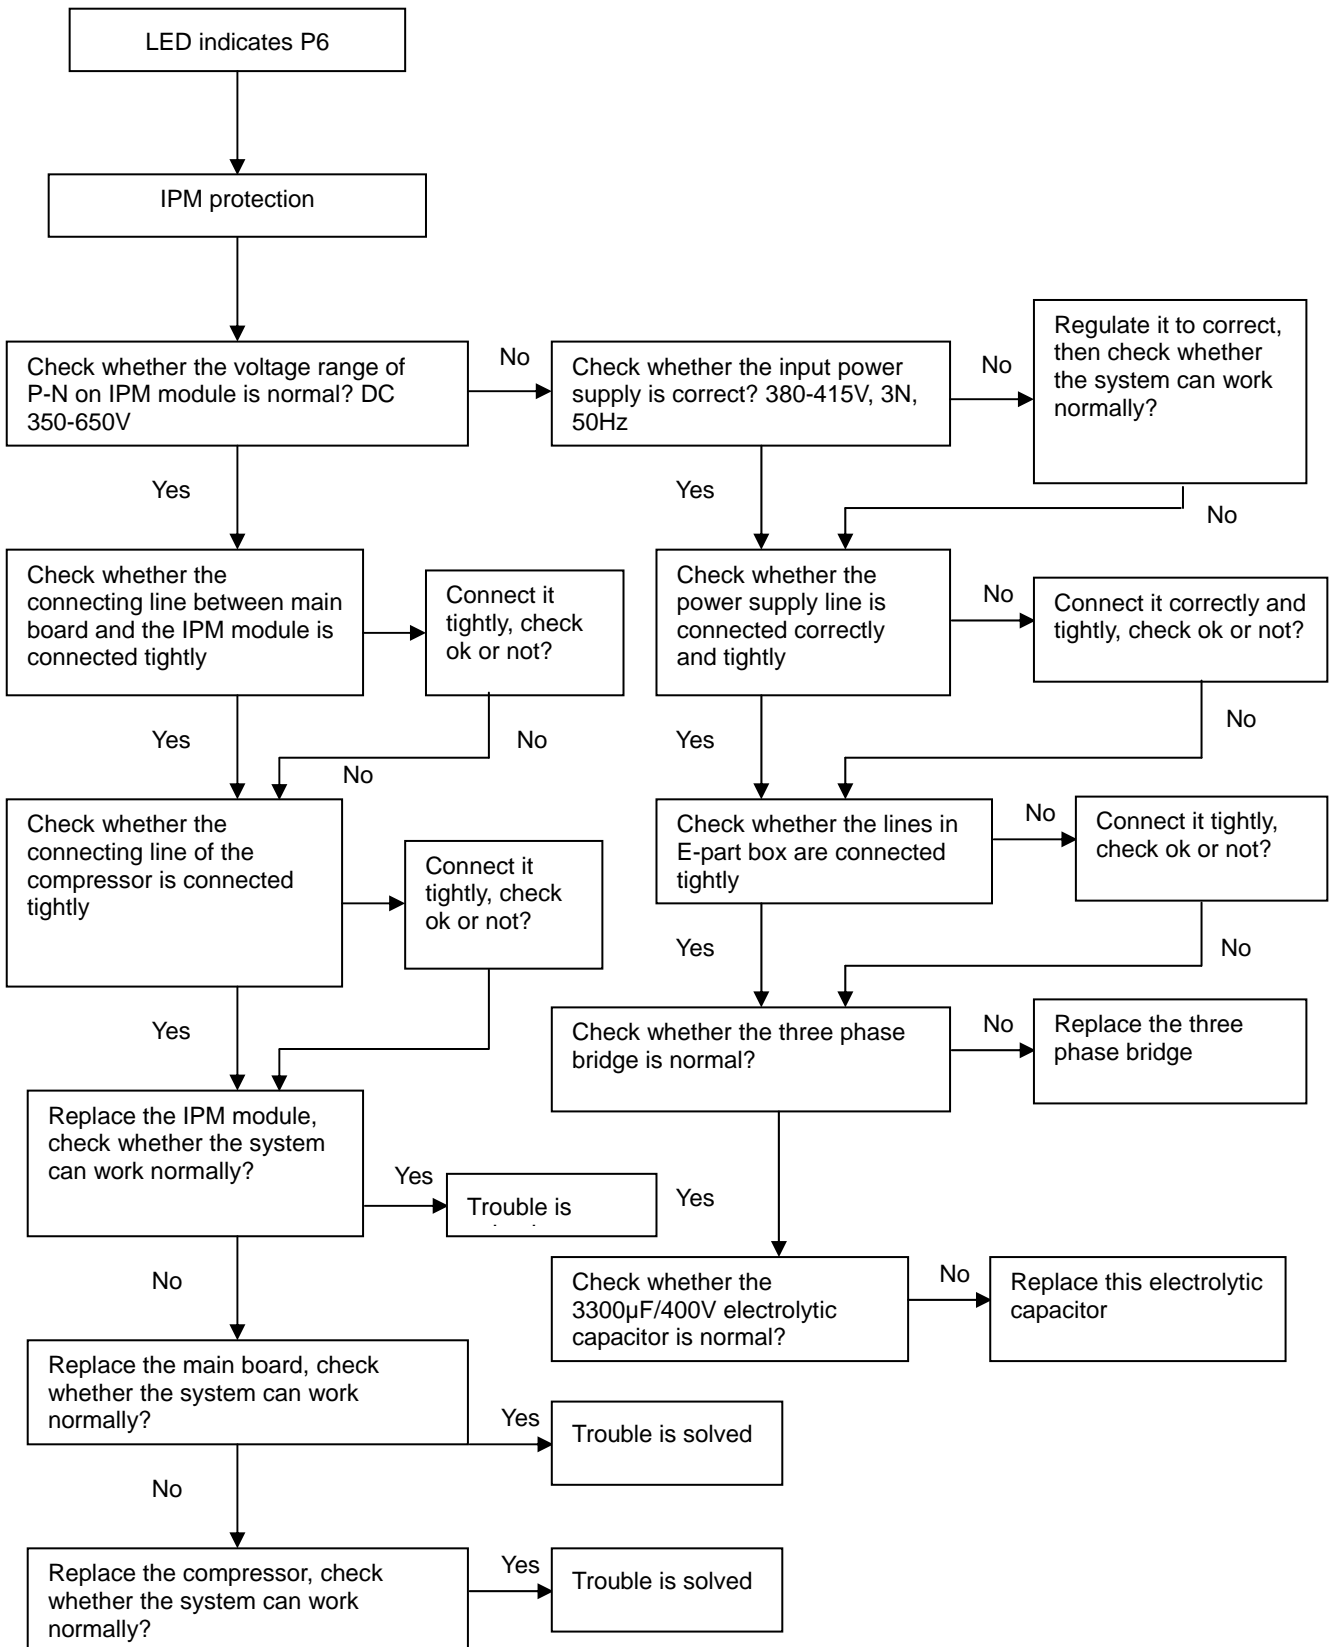 LED indicates P6
IPM protection
Check whether the voltage range of
P-N on IPM module is normal? DC
350-650V
No
Check whether the input power
supply is correct? 380-415V, 3N,
50Hz
No
Regulate it to correct,
then check whether
the system can work
normally?
Yes
Yes
No
Check whether the
connecting line between main
board and the IPM module is
connected tightly
Connect it
tightly, check
ok or not?
Check whether the
power supply line is
connected correctly
and tightly
No
Connect it correctly and
tightly, check ok or not?
Yes
No
No
Yes
No
Check whether the
connecting line of the
compressor is connected
tightly
Connect it
tightly, check
ok or not?
Check whether the lines in
E-part box are connected
tightly
No
Connect it tightly,
check ok or not?
Yes
Yes
No
Check whether the three phase
bridge is normal?
No
Replace the three
phase bridge
Replace the IPM module,
check whether the system
can work normally?
Yes
Trouble is
Yes
No
Check whether the
3300μF/400V electrolytic
capacitor is normal?
No
Replace this electrolytic
capacitor
Replace the main board, check
whether the system can work
normally?
Yes
Trouble is solved
No
Replace the compressor, check
whether the system can work
normally?
Yes
Trouble is solved